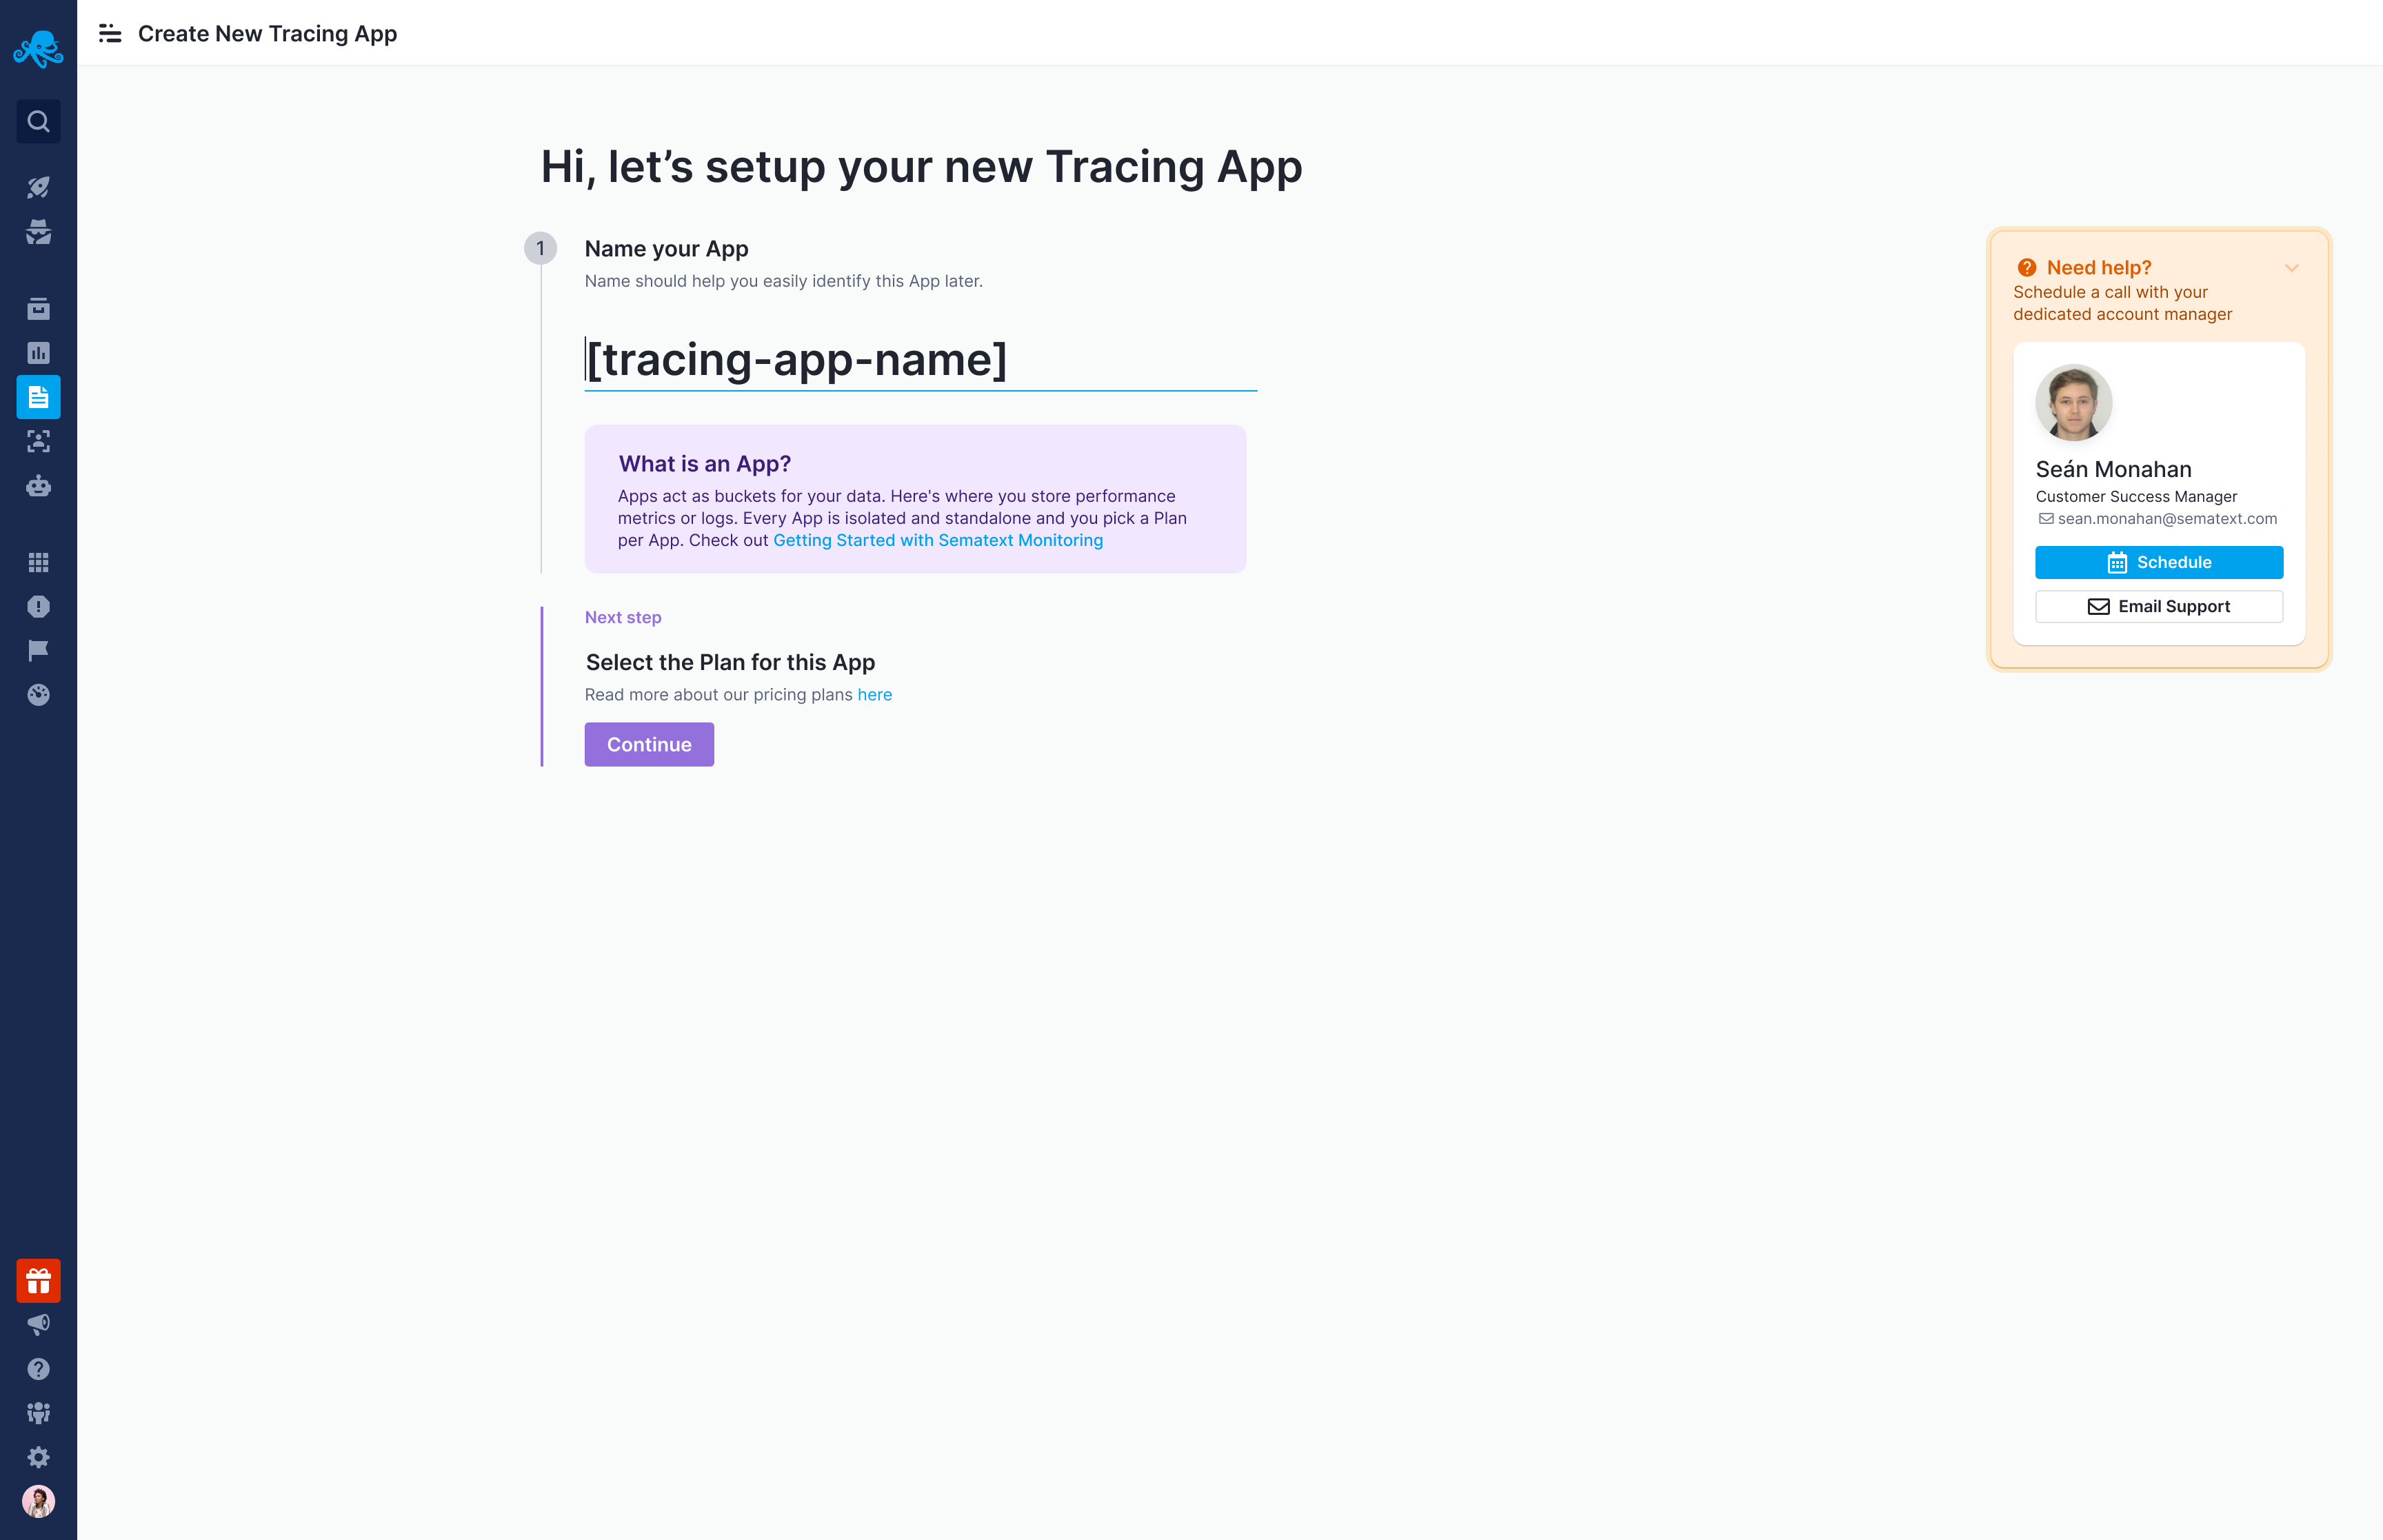 Create New Tracing App
Hi, let’s setup your new Tracing App
1
Name your App
Name should help you easily identify this App later.
[tracing-app-name]
What is an App?
Apps act as buckets for your data. Here's where you store performance
metrics or logs. Every App is isolated and standalone and you pick a Plan
per App. Check out Getting Started with Sematext Monitoring
Next step
Select the Plan for this App
Read more about our pricing plans here
Continue
Need help?
Schedule a call with your
dedicated account manager
Seán Monahan
Customer Success Manager
sean.monahan@sematext.com
Schedule
Email Support